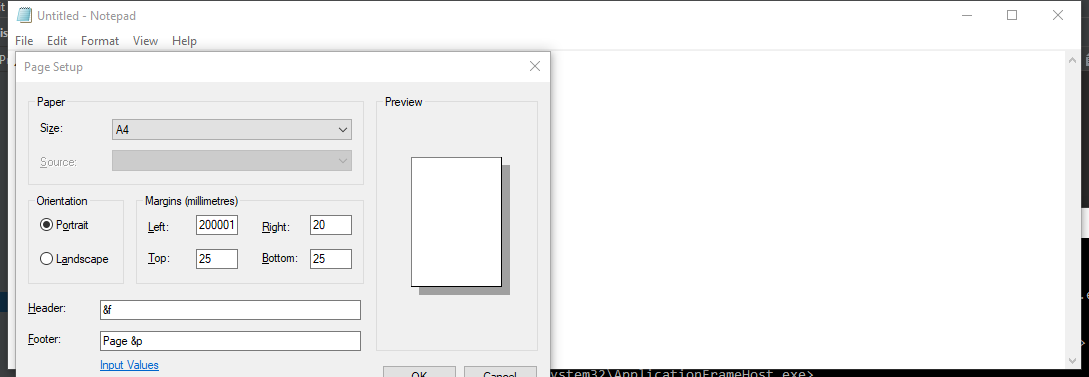 Untitled - Notepad
File Edit Format View Help
Page Setup
Paper
Size: A4
Source:
Preview
Orientation
Portrait
Landscape
Margins (millimetres)
Left: 200001 Right: 20
Top: 25 Bottom: 25
Header: &f
Footer: Page &p
Input Values
OK Cancel
ystem32\ApplicationFrameHost.exe>